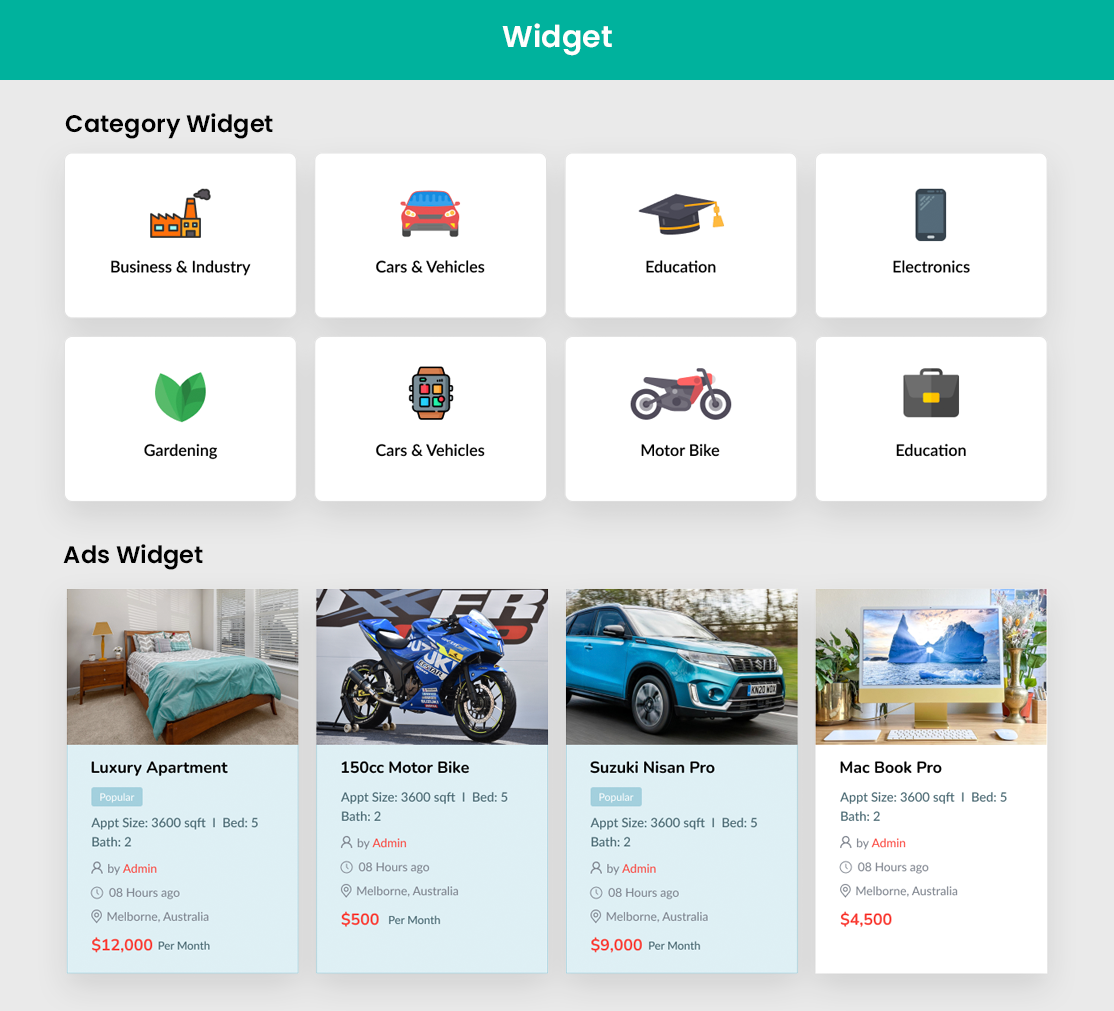 Widget
Category Widget
Business & Industry
Cars & Vehicles
Education
Electronics
Gardening
Cars & Vehicles
Motor Bike
Education
Ads Widget
Luxury Apartment
Popular
Appt Size: 3600 sqft I Bed: 5
Bath: 2
by Admin
08 Hours ago
Melborne, Australia
$12,000 Per Month
SUZUKI
150cc Motor Bike
Appt Size: 3600 sqft I Bed: 5
Bath: 2
by Admin
08 Hours ago
Melborne, Australia
$500 Per Month
KN20 WDX
Suzuki Nisan Pro
Popular
Appt Size: 3600 sqft I Bed: 5
Bath: 2
by Admin
08 Hours ago
Melborne, Australia
$9,000 Per Month
Mac Book Pro
Appt Size: 3600 sqft I Bed: 5
Bath: 2
by Admin
08 Hours ago
Melborne, Australia
$4,500